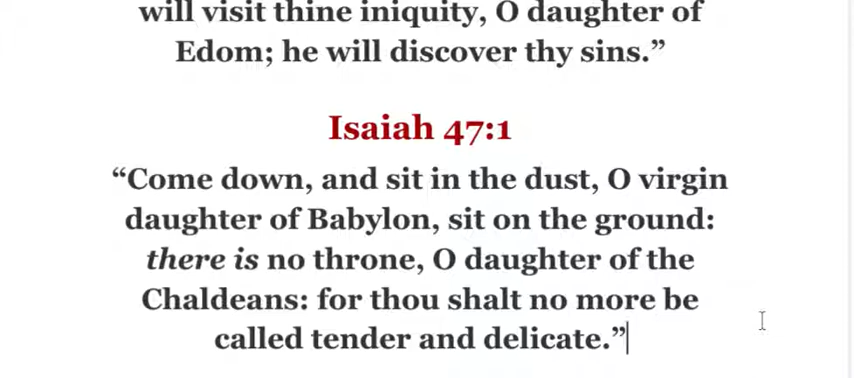 will visit thine iniquity, O daughter of
Edom; he will discover thy sins.”
Isaiah 47:1
“Come down, and sit in the dust, O virgin
daughter of Babylon, sit on the ground:
there is no throne, O daughter of the
Chaldeans: for thou shalt no more be
called tender and delicate.”